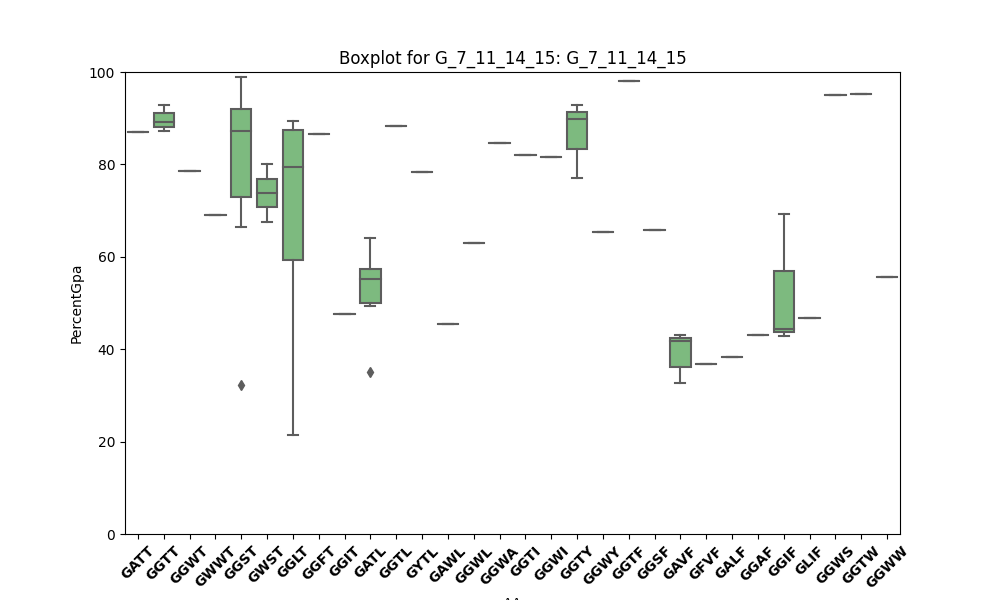 Boxplot for G_7_11_14_15: G_7_11_14_15
PercentGpa
100
80
60
40
20
0
GATT GGTT GGWT GWWT GGST GWST GGLT GGFT GGIT GATL GGTL GYTL GAWL GGWL GGWA GGTI GGWI GGTY GGWY GGTF GGSF GAVF GFVF GALF GGAF GGIF GLIF GGWS GGTW GGWW